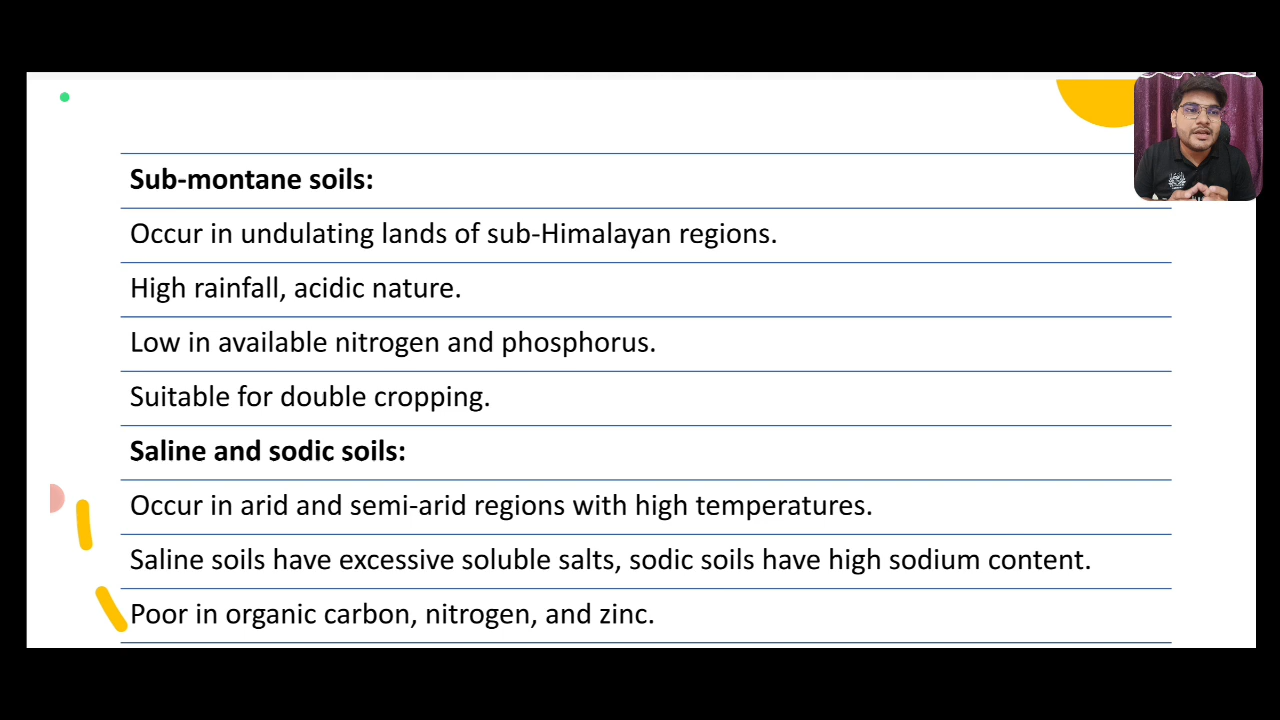 Sub-montane soils:
Occur in undulating lands of sub-Himalayan regions.
High rainfall, acidic nature.
Low in available nitrogen and phosphorus.
Suitable for double cropping.
Saline and sodic soils:
Occur in arid and semi-arid regions with high temperatures.
Saline soils have excessive soluble salts, sodic soils have high sodium content.
Poor in organic carbon, nitrogen, and zinc.